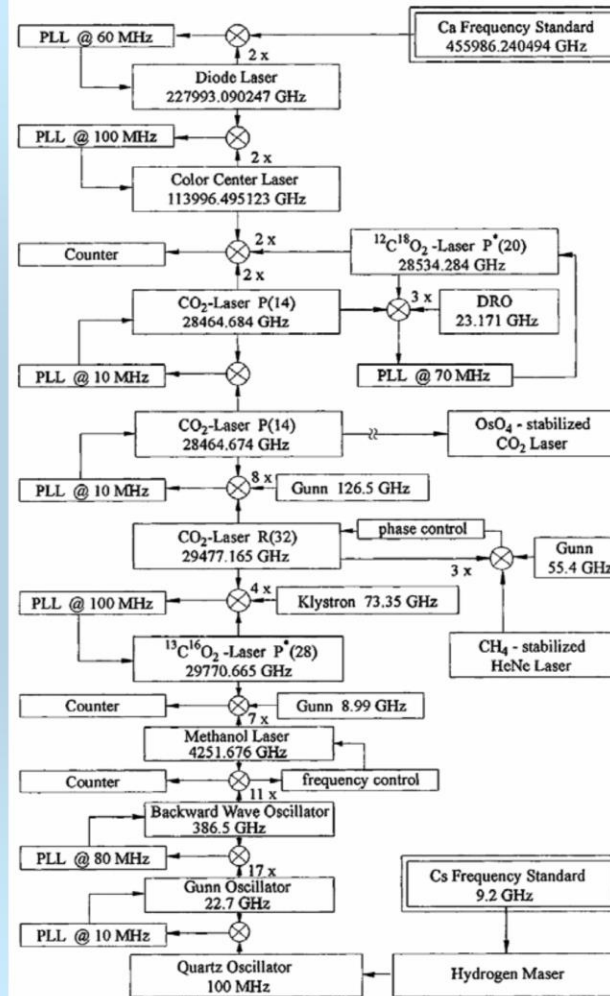 PLL @ 60 MHz
Ca Frequency Standard
455986.240494 GHz
2 x
Diode Laser
227993.090247 GHz
PLL @ 100 MHz
2 x
Color Center Laser
113996.495123 GHz
Counter
2 x
2 x
¹²C¹⁸O₂ -Laser P*(20)
28534.284 GHz
CO₂-Laser P(14)
28464.684 GHz
3 x
DRO
23.171 GHz
PLL @ 10 MHz
PLL @ 70 MHz
CO₂-Laser P(14)
28464.674 GHz
OsO₄ - stabilized
CO₂ Laser
8 x
PLL @ 10 MHz
Gunn 126.5 GHz
CO₂-Laser R(32)
29477.165 GHz
phase control
3 x
Gunn
55.4 GHz
4 x
PLL @ 100 MHz
Klystron 73.35 GHz
¹³C¹⁶O₂ -Laser P*(28)
29770.665 GHz
CH₄ - stabilized
HeNe Laser
Counter
Gunn 8.99 GHz
7 x
Methanol Laser
4251.676 GHz
Counter
frequency control
11 x
Backward Wave Oscillator
386.5 GHz
PLL @ 80 MHz
17 x
Gunn Oscillator
22.7 GHz
Cs Frequency Standard
9.2 GHz
PLL @ 10 MHz
Quartz Oscillator
100 MHz
Hydrogen Maser